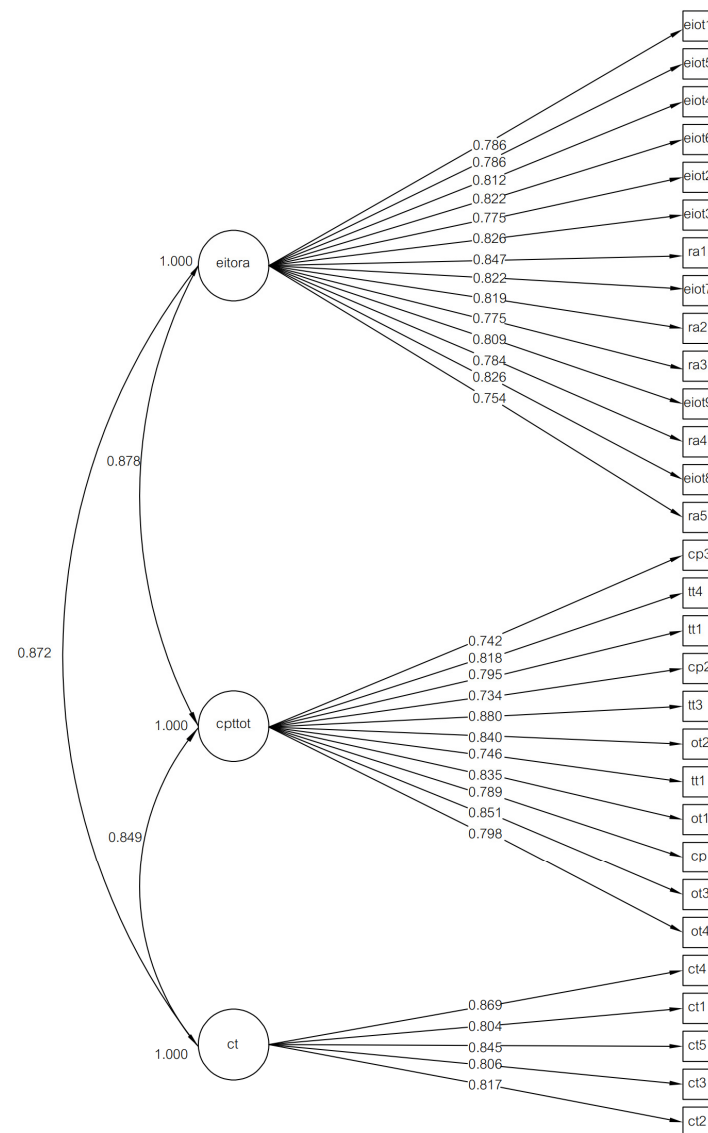 eiot1
eiot5
eiot4
eiot6
0.786
0.786
eiot2
0.812
0.822
eiot3
0.775
0.826
ra1
1.000
eitora
0.847
0.822
eiot7
0.819
ra2
0.775
0.809
ra3
0.784
0.826
eiot9
0.754
ra4
0.878
eiot8
ra5
cp3
tt4
0.742
tt1
0.872
0.818
0.795
cp2
0.734
0.880
tt3
1.000
cpttot
0.840
ot2
0.746
0.835
tt1
0.789
0.851
ot1
0.849
0.798
cp
ot3
ot4
ct4
0.869
ct1
0.804
1.000
ct
0.845
ct5
0.806
ct3
0.817
ct2